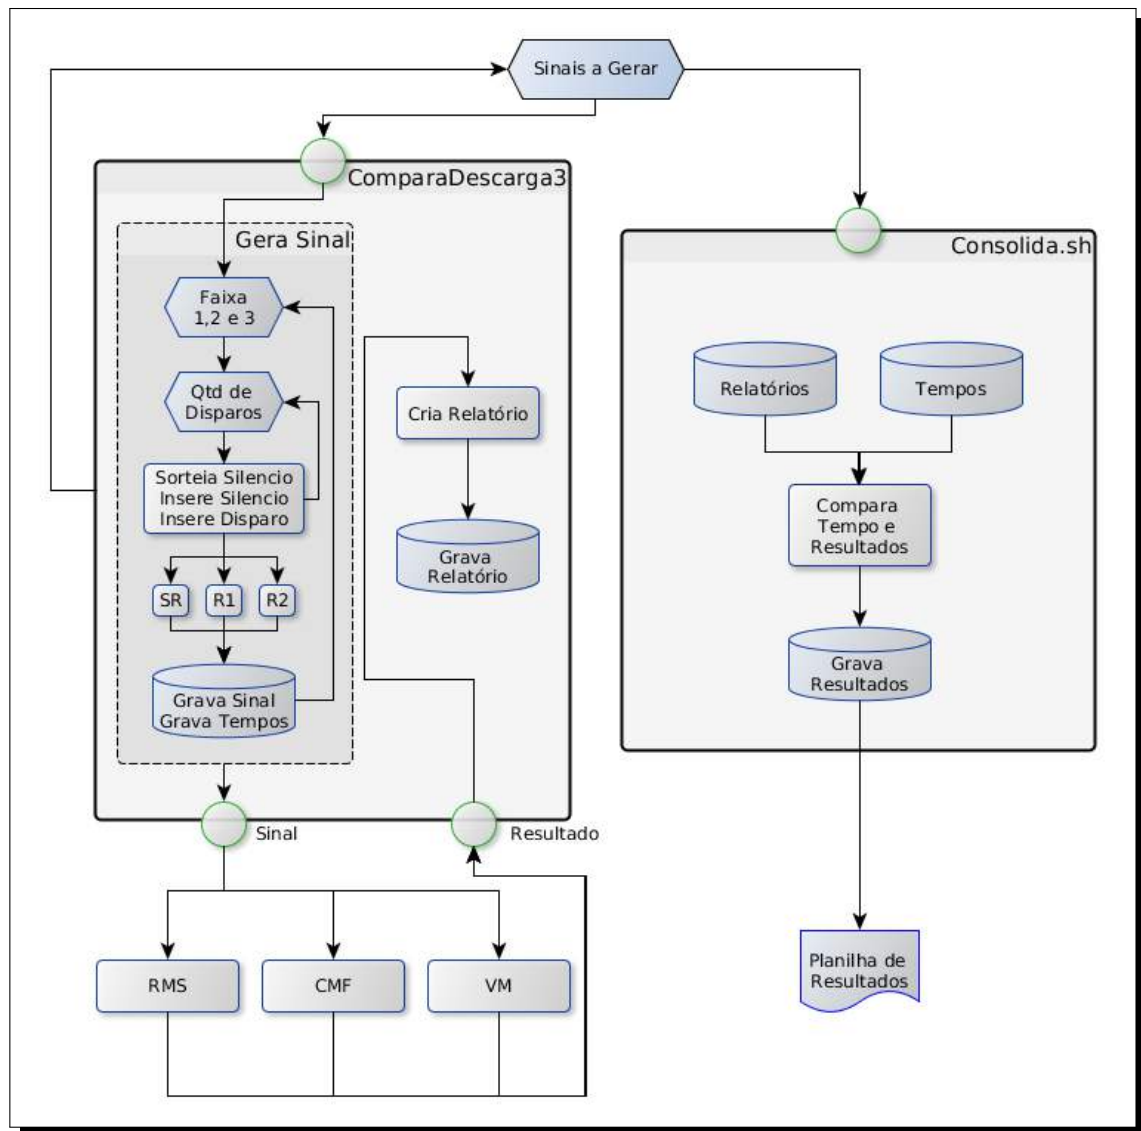 Sinais a Gerar
ComparaDescarga3
Gera Sinal
Faixa
1,2 e 3
Qtd de
Disparos
Sorteia Silencio
Insere Silencio
Insere Disparo
SR
R1
R2
Grava Sinal
Grava Tempos
Cria Relatório
Grava
Relatório
Sinal
Resultado
RMS
CMF
VM
Consolida.sh
Relatórios
Tempos
Compara
Tempo e
Resultados
Grava
Resultados
Planilha de
Resultados